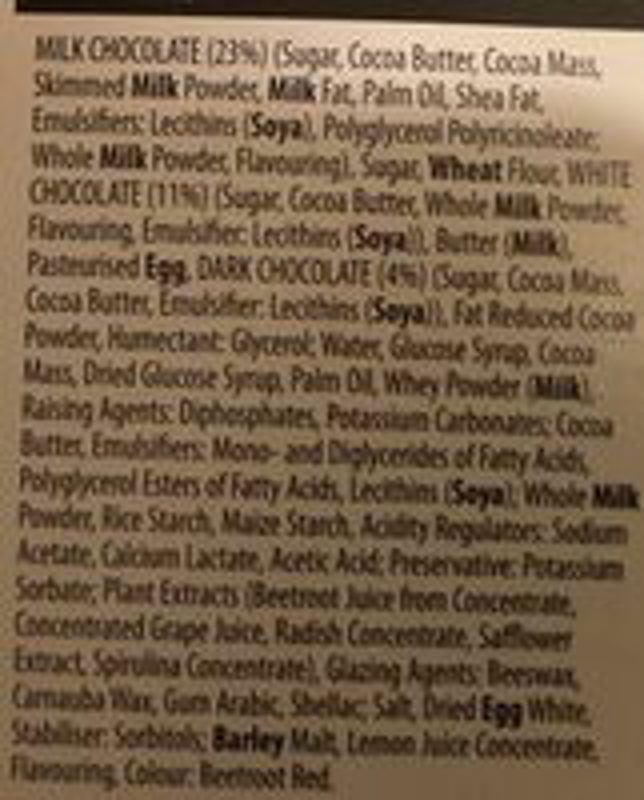 MILK CHOCOLATE (23%) (Sugar, Cocoa Butter, Cocoa Mass,
Skimmed Milk Powder, Milk Fat, Palm Oil, Shea Fat,
Emulsifiers: Lecithins (Soya), Polyglycerol Polyricinoleate;
Whole Milk Powder, Flavouring), Sugar, Wheat Flour, WHITE
CHOCOLATE (11%) (Sugar, Cocoa Butter, Whole Milk Powder,
Flavouring, Emulsifier: Lecithins (Soya)), Butter (Milk),
Pasteurised Egg, DARK CHOCOLATE (4%) (Sugar, Cocoa Mass,
Cocoa Butter, Emulsifier: Lecithins (Soya)), Fat Reduced Cocoa
Powder, Humectant: Glycerol; Water, Glucose Syrup, Cocoa
Mass, Dried Glucose Syrup, Palm Oil, Whey Powder (Milk),
Raising Agents: Diphosphates, Potassium Carbonates; Cocoa
Butter, Emulsifiers: Mono- and Diglycerides of Fatty Acids,
Polyglycerol Esters of Fatty Acids, Lecithins (Soya); Whole Milk
Powder, Rice Starch, Maize Starch, Acidity Regulators: Sodium
Acetate, Calcium Lactate, Acetic Acid; Preservative: Potassium
Sorbate; Plant Extracts (Beetroot Juice from Concentrate,
Concentrated Grape Juice, Radish Concentrate, Safflower
Extract, Spirulina Concentrate), Glazing Agents: Beeswax,
Carnauba Wax, Gum Arabic, Shellac; Salt, Dried Egg White,
Stabiliser: Sorbitols; Barley Malt, Lemon Juice Concentrate,
Flavouring, Colour: Beetroot Red.